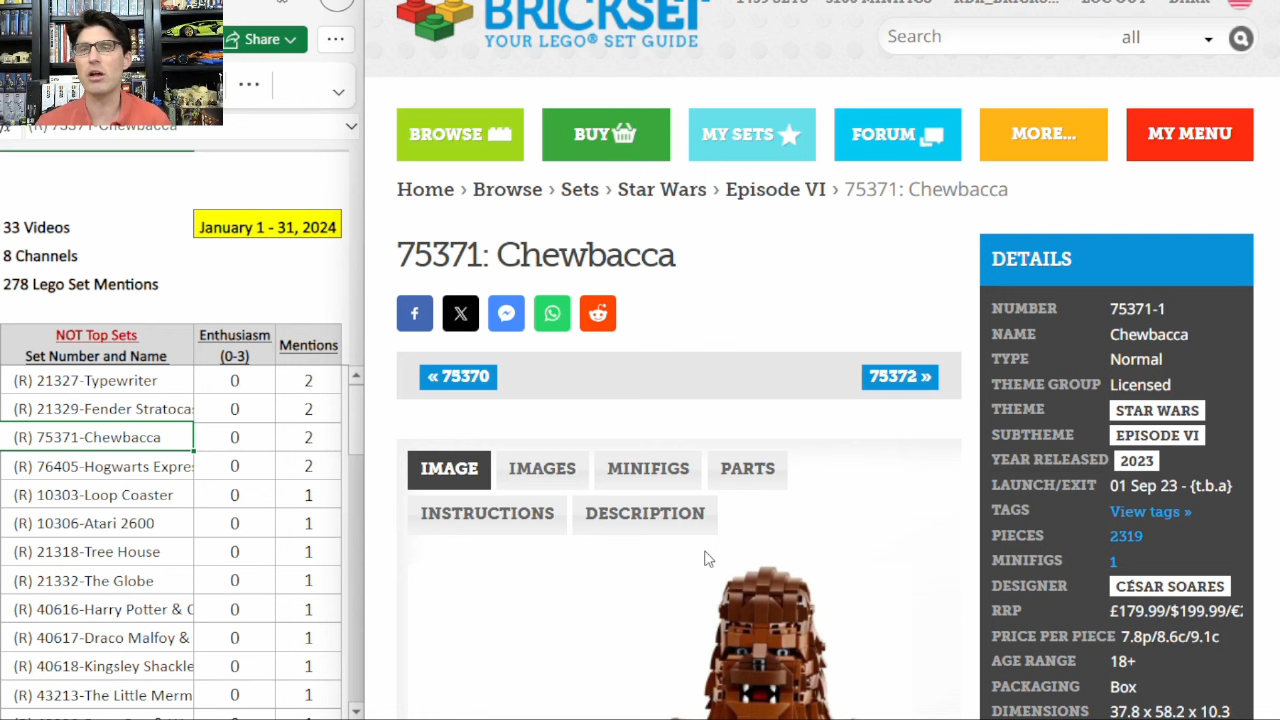 Share
(R) 75371-Chewbacca
33 Videos
January 1 - 31, 2024
8 Channels
278 Lego Set Mentions
NOT Top Sets
Set Number and Name
Enthusiasm
(0-3)
Mentions
(R) 21327-Typewriter 0 2
(R) 21329-Fender Stratoca 0 2
(R) 75371-Chewbacca 0 2
(R) 76405-Hogwarts Expre 0 2
(R) 10303-Loop Coaster 0 1
(R) 10306-Atari 2600 0 1
(R) 21318-Tree House 0 1
(R) 21332-The Globe 0 1
(R) 40616-Harry Potter & C 0 1
(R) 40617-Draco Malfoy & 0 1
(R) 40618-Kingsley Shackle 0 1
(R) 43213-The Little Merm 0 1
BRICKSET
YOUR LEGO® SET GUIDE
LOG OUT
Search
all
BROWSE
BUY
MY SETS
FORUM
MORE...
MY MENU
Home › Browse › Sets › Star Wars › Episode VI › 75371: Chewbacca
75371: Chewbacca
« 75370
75372 »
IMAGE
IMAGES
MINIFIGS
PARTS
INSTRUCTIONS
DESCRIPTION
DETAILS
NUMBER 75371-1
NAME Chewbacca
TYPE Normal
THEME GROUP Licensed
THEME STAR WARS
SUBTHEME EPISODE VI
YEAR RELEASED 2023
LAUNCH/EXIT 01 Sep 23 - {t.b.a}
TAGS View tags »
PIECES 2319
MINIFIGS 1
DESIGNER CÉSAR SOARES
RRP £179.99/$199.99/€
PRICE PER PIECE 7.8p/8.6c/9.1c
AGE RANGE 18+
PACKAGING Box
DIMENSIONS 37.8 x 58.2 x 10.3